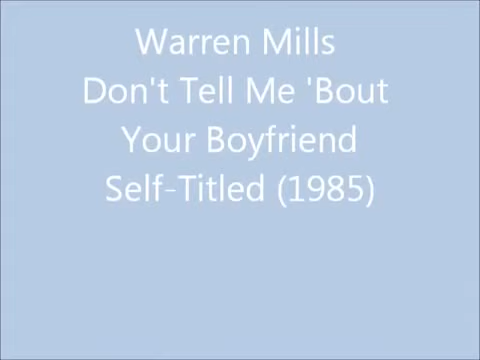 Warren Mills
Don't Tell Me 'Bout
Your Boyfriend
Self-Titled (1985)